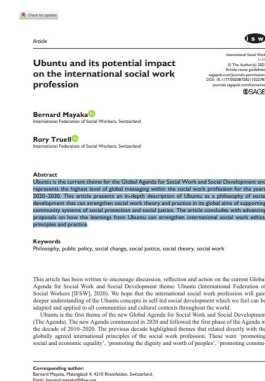 Check for updates
Article
i s w
International Social Work
© The Author(s) 2021
Article reuse guidelines:
sagepub.com/journals-permissions
journals.sagepub.com/home/isw
SAGE
Ubuntu and its potential impact
on the international social work
profession
Bernard Mayaka
International Federation of Social Workers, Switzerland
Rory Truell
International Federation of Social Workers, Switzerland
Abstract
Ubuntu is the current theme for the Global Agenda for Social Work and Social Development and
represents the highest level of global messaging within the social work profession for the years
2020–2030. This article presents an in-depth description of Ubuntu as a philosophy of social
development that can strengthen social work theory and practice in its global aims of supporting
community systems of social protection and social justice. The article concludes with advancing
proposals on how the learnings from Ubuntu can strengthen international social work ethics,
principles and practice.
Keywords
Philosophy, public policy, social change, social justice, social theory, social work
This article has been written to encourage discussion, reflection and action on the current Global
Agenda for Social Work and Social Development theme: Ubuntu (International Federation of
Social Workers [IFSW], 2020). We hope that the international social work profession will gain
deeper understanding of the Ubuntu concepts in self-led social development which we feel can be
adapted and applied to all communities and cultural contexts throughout the world.
Ubuntu is the first theme of the new Global Agenda for Social Work and Social Development
(The Agenda). The new Agenda commenced in 2020 and followed the first phase of the Agenda in
the decade of 2010–2020. The previous decade highlighted themes that related directly with the
globally agreed international principles of the social work profession. These were ‘promoting
social and economic equality’, ‘promoting the dignity and worth of peoples’, ‘promoting
Corresponding author:
Bernard Mayaka, Maiengässli 4, 4310 Rheinfelden, Switzerland.